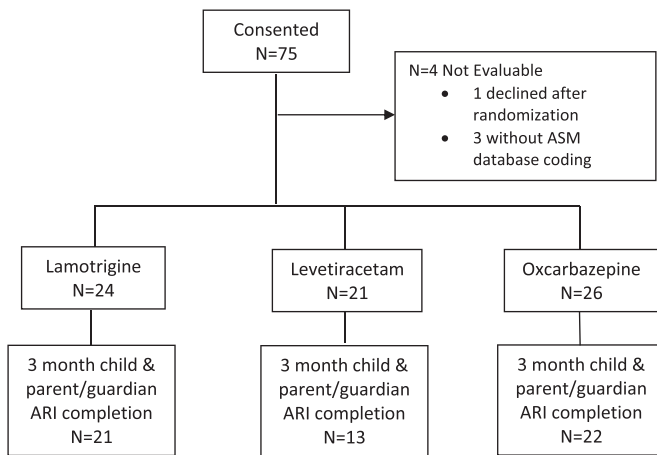 Consented
N=75
N=4 Not Evaluable
• 1 declined after
randomization
• 3 without ASM
database coding
Lamotrigine
N=24
Levetiracetam
N=21
Oxcarbazepine
N=26
3 month child &
parent/guardian
ARI completion
N=21
3 month child &
parent/guardian
ARI completion
N=13
3 month child &
parent/guardian
ARI completion
N=22